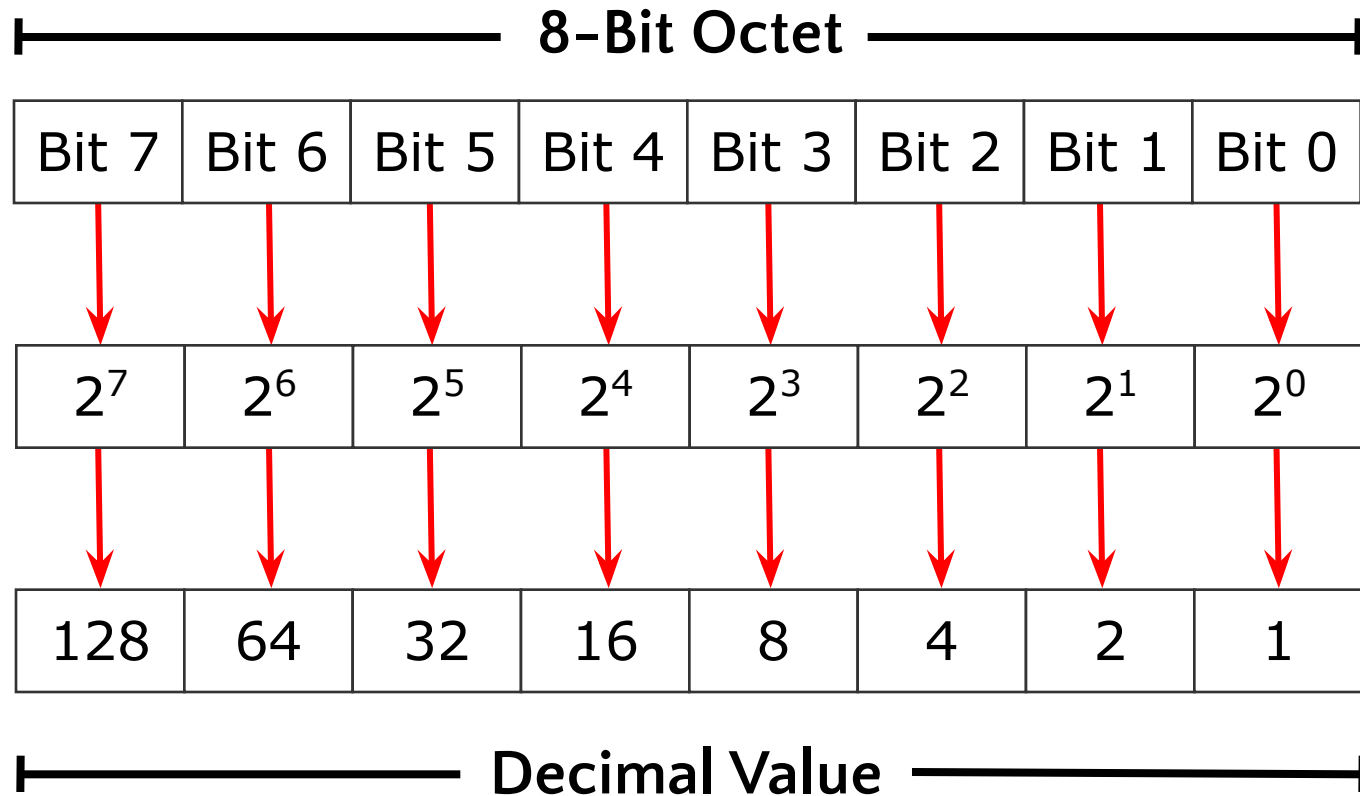 8-Bit Octet
Bit 7 Bit 6 Bit 5 Bit 4 Bit 3 Bit 2 Bit 1 Bit 0
2⁷ 2⁶ 2⁵ 2⁴ 2³ 2² 2¹ 2⁰
128 64 32 16 8 4 2 1
Decimal Value